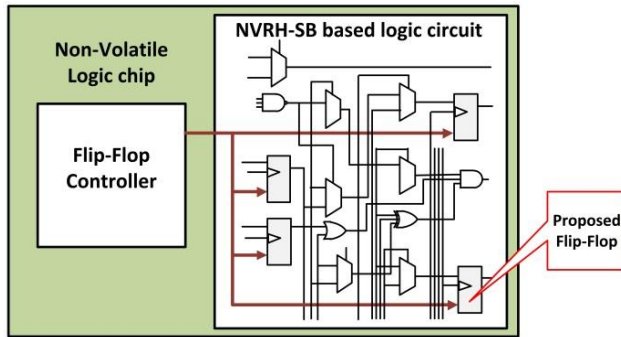 NVRH-SB based logic circuit
Non-Volatile
Logic chip
Flip-Flop
Controller
Proposed
Flip-Flop